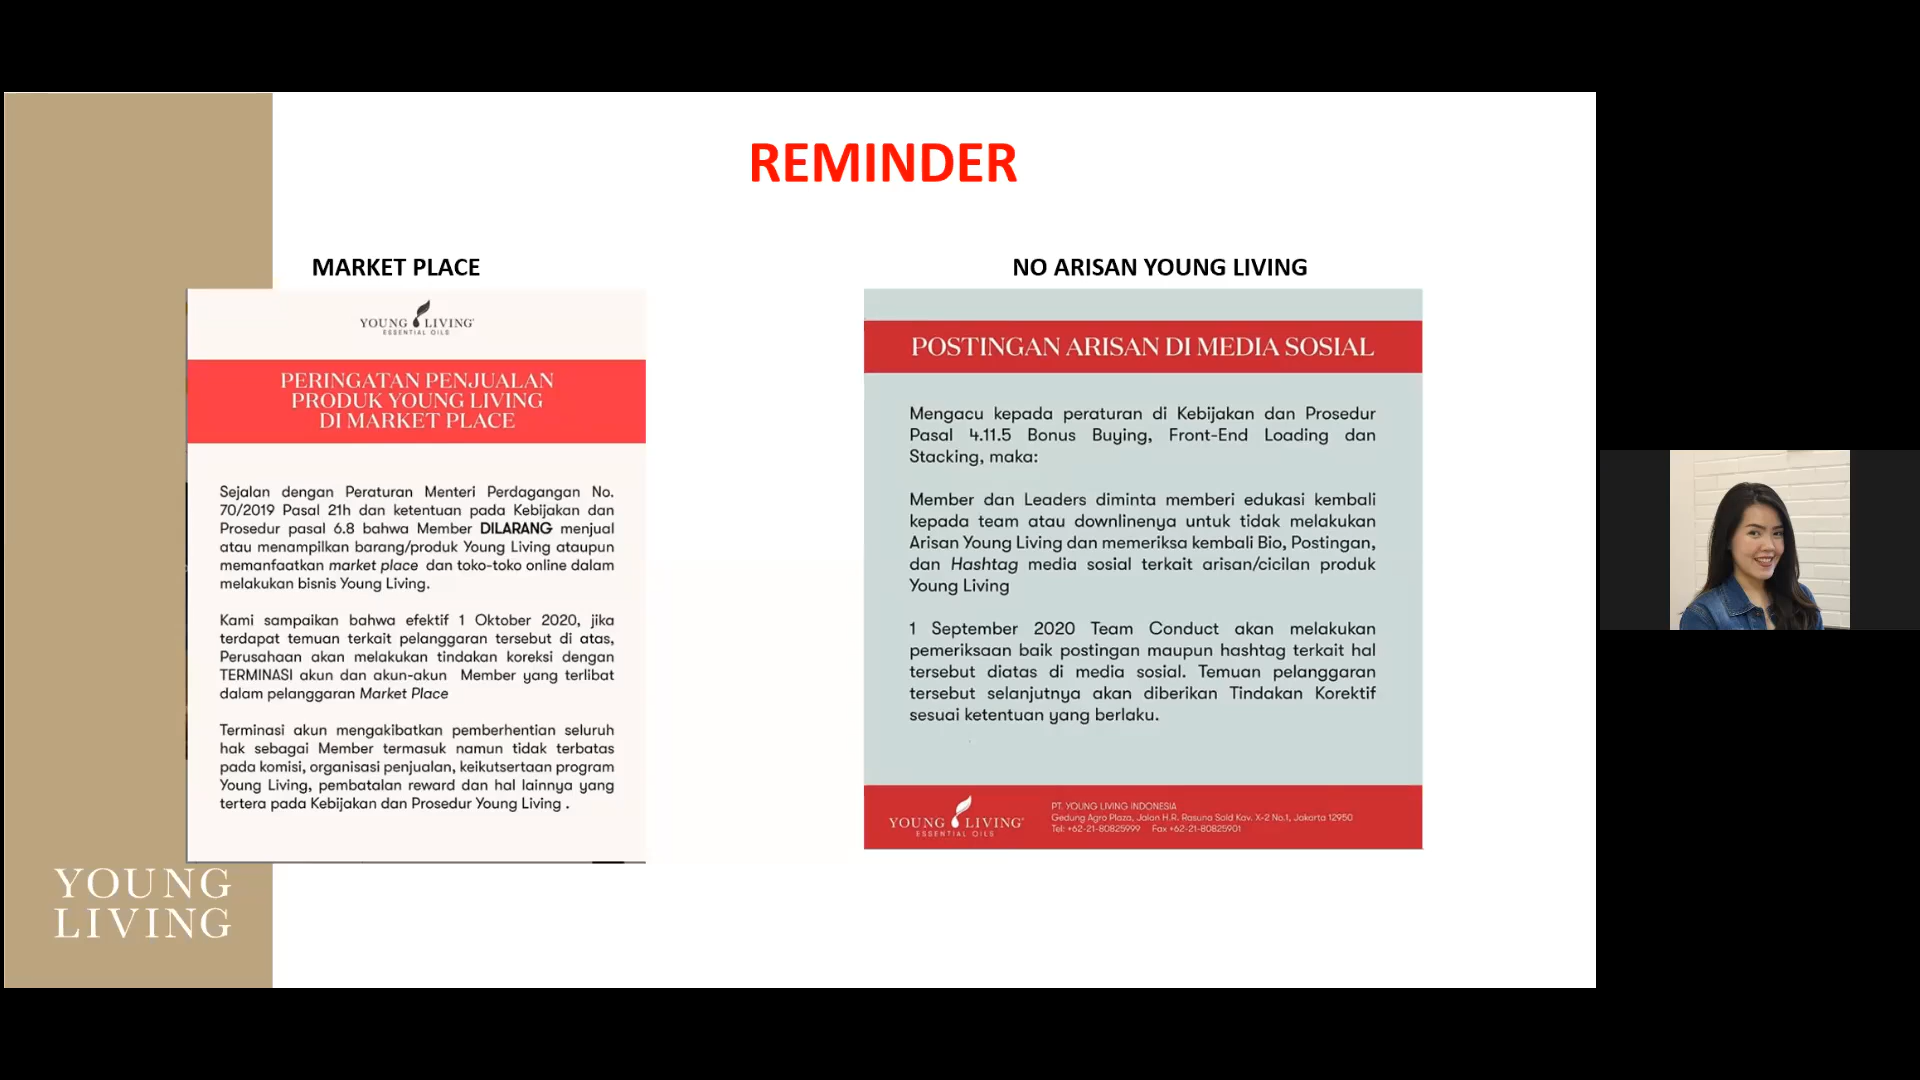 REMINDER
MARKET PLACE
YOUNG LIVING
ESSENTIAL OILS
PERINGATAN PENJUALAN
PRODUK YOUNG LIVING
DI MARKET PLACE
Sejalan dengan Peraturan Menteri Perdagangan No.
70/2019 Pasal 21h dan ketentuan pada Kebijakan dan
Prosedur pasal 6.8 bahwa Member DILARANG menjual
atau menampilkan barang/produk Young Living ataupun
memanfaatkan market place dan toko-toko online dalam
melakukan bisnis Young Living.
Kami sampaikan bahwa efektif 1 Oktober 2020, jika
terdapat temuan terkait pelanggaran tersebut di atas,
Perusahaan akan melakukan tindakan koreksi dengan
TERMINASI akun dan akun-akun Member yang terlibat
dalam pelanggaran Market Place
Terminasi akun mengakibatkan pemberhentian seluruh
hak sebagai Member termasuk namun tidak terbatas
pada komisi, organisasi penjualan, keikutsertaan program
Young Living, pembatalan reward dan hal lainnya yang
tertera pada Kebijakan dan Prosedur Young Living .
NO ARISAN YOUNG LIVING
POSTINGAN ARISAN DI MEDIA SOSIAL
Mengacu kepada peraturan di Kebijakan dan Prosedur
Pasal 4.11.5 Bonus Buying, Front-End Loading dan
Stacking, maka:
Member dan Leaders diminta memberi edukasi kembali
kepada team atau downlinenya untuk tidak melakukan
Arisan Young Living dan memeriksa kembali Bio, Postingan,
dan Hashtag media sosial terkait arisan/cicilan produk
Young Living
1 September 2020 Team Conduct akan melakukan
pemeriksaan baik postingan maupun hashtag terkait hal
tersebut diatas di media sosial. Temuan pelanggaran
tersebut selanjutnya akan diberikan Tindakan Korektif
sesuai ketentuan yang berlaku.
YOUNG LIVING
ESSENTIAL OILS
PT. YOUNG LIVING INDONESIA
Gedung Agro Plaza, Jalan H.R. Rasuna Said Kav. X-2 No.1, Jakarta 12950
Tel: +62-21-80825999 Fax +62-21-80825901
YOUNG
LIVING